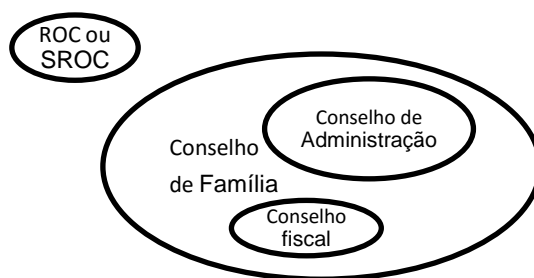 ROC ou
SROC
Conselho de
Administração
Conselho
de Família
Conselho
fiscal